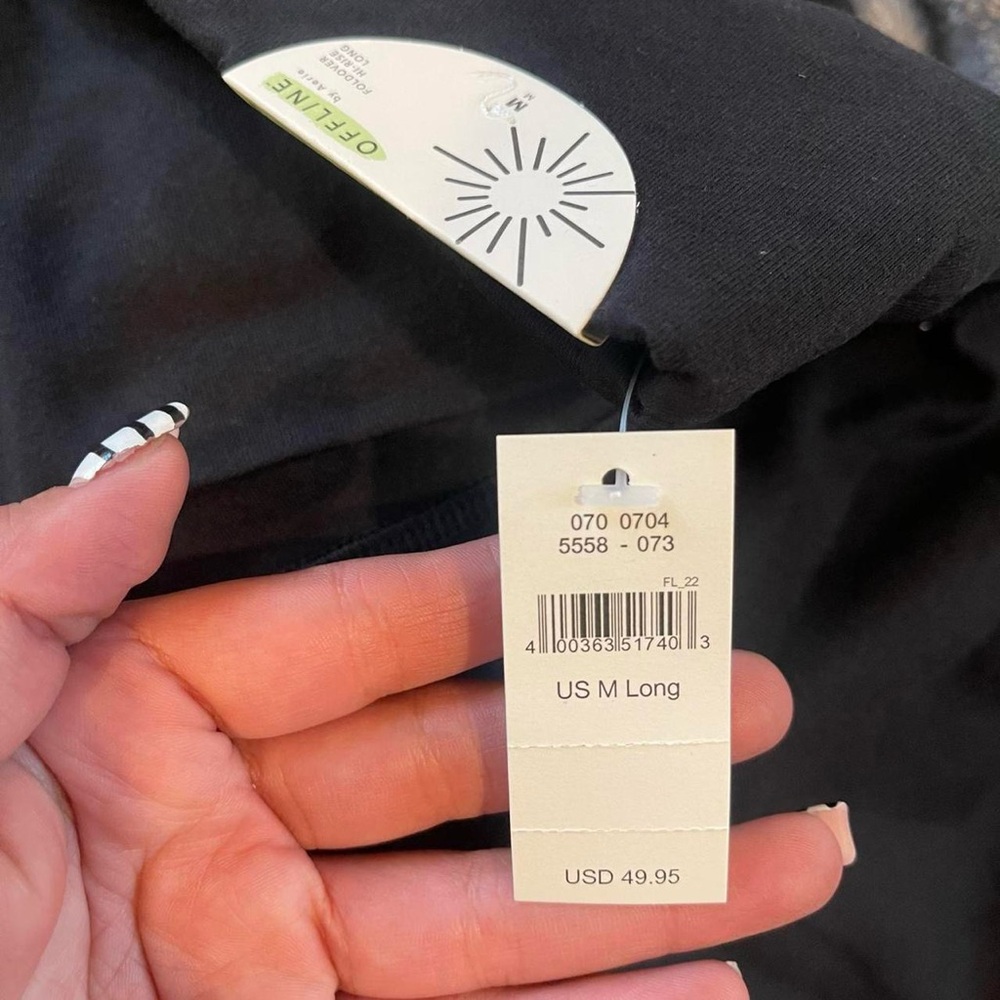 OFFLINE™
by Aerie.
FOLDOVER
HI-RISE
LONG
M
M
070 0704
5558 - 073
FL_22
4 00363 51740 3
US M Long
USD 49.95